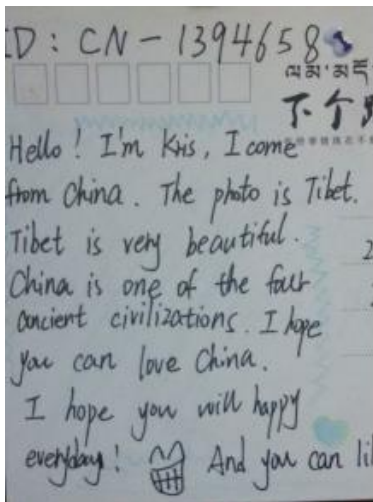 ID: CN-1394658
下个
Hello! I'm Kris, I come
from China. The photo is Tibet.
Tibet is very beautiful.
China is one of the four
ancient civilizations. I hope
you can love China.
I hope you will happy
everyday! And you can li